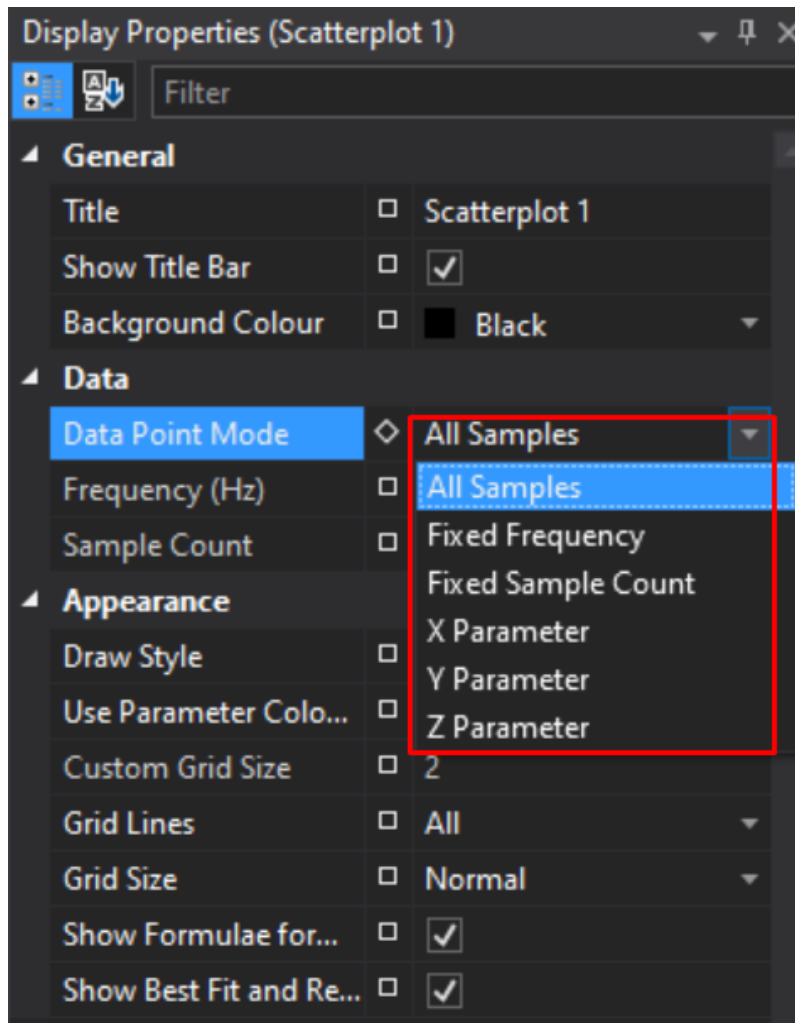 Display Properties (Scatterplot 1)
Filter
General
Title Scatterplot 1
Show Title Bar
Background Colour Black
Data
Data Point Mode All Samples
Frequency (Hz) All Samples
Fixed Frequency
Sample Count
Fixed Sample Count
Appearance
X Parameter
Draw Style
Y Parameter
Use Parameter Colo...
Z Parameter
Custom Grid Size 2
Grid Lines All
Grid Size Normal
Show Formulae for...
Show Best Fit and Re...